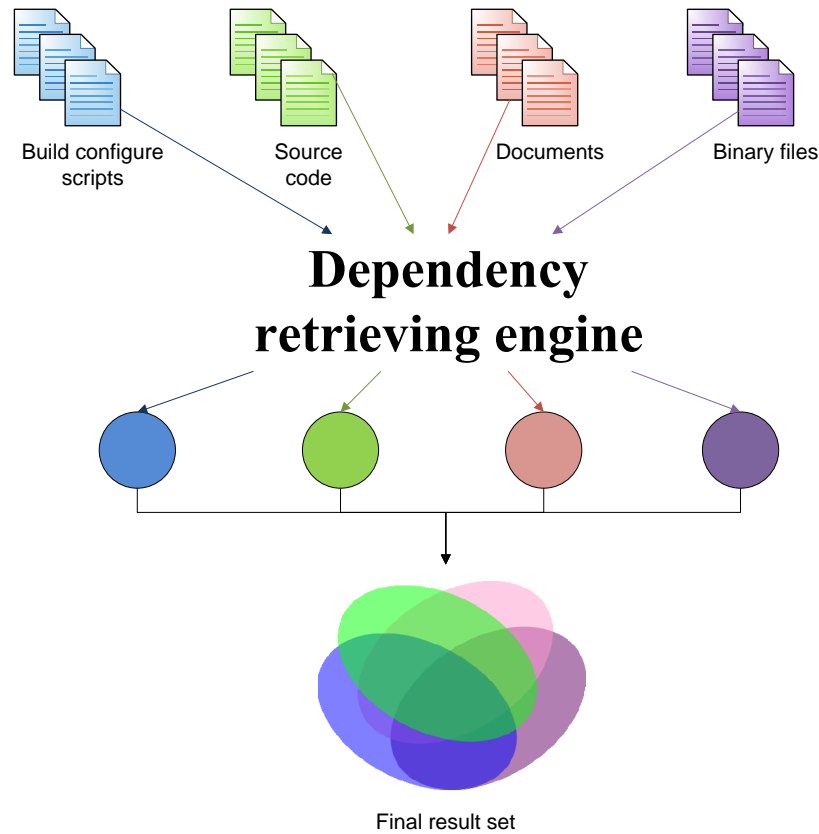 Build configure
scripts
Source
code
Documents
Binary files
Dependency
retrieving engine
Final result set